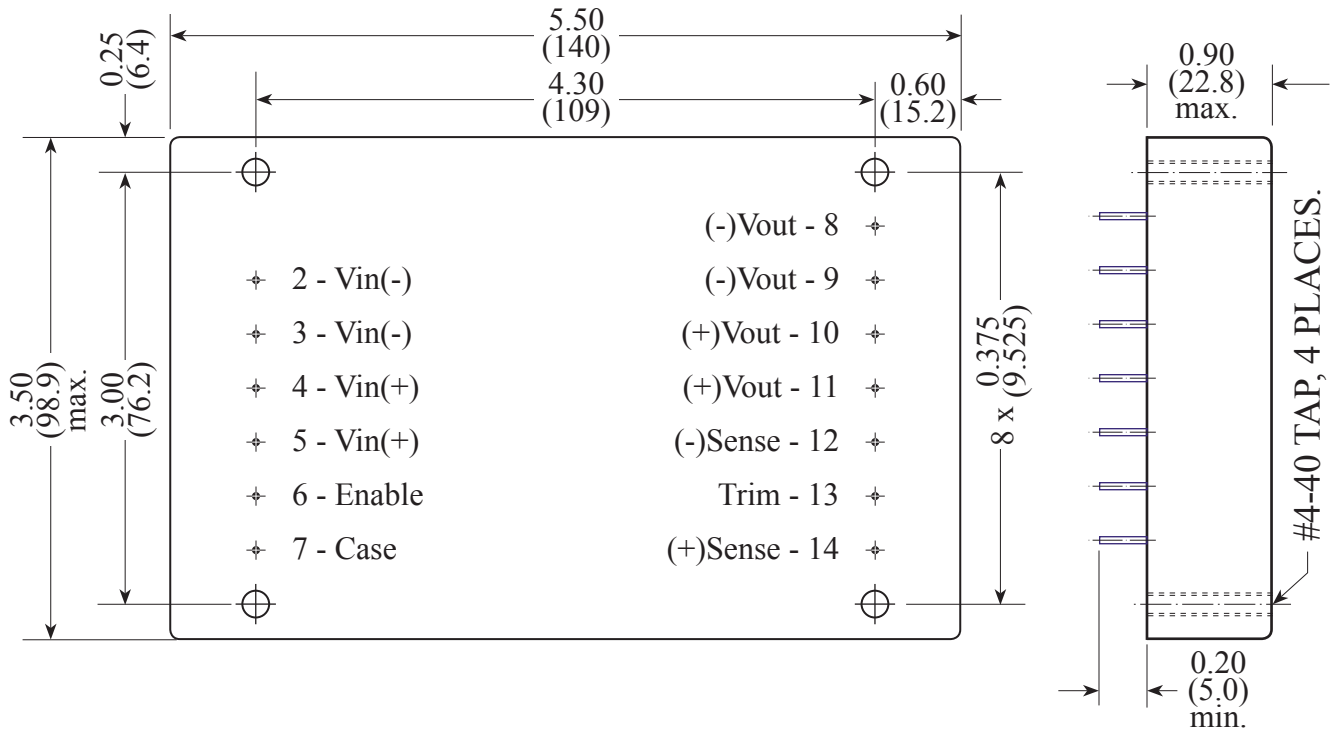 5.50
(140)
0.25
(6.4)
4.30
(109)
0.60
(15.2)
0.90
(22.8)
max.
(-)Vout - 8
2 - Vin(-)
(-)Vout - 9
3 - Vin(-)
(+)Vout - 10
4 - Vin(+)
(+)Vout - 11
5 - Vin(+)
(-)Sense - 12
6 - Enable
Trim - 13
7 - Case
(+)Sense - 14
3.50
(98.9)
max.
3.00
(76.2)
8 x 0.375
(9.525)
#4-40 TAP, 4 PLACES.
0.20
(5.0)
min.